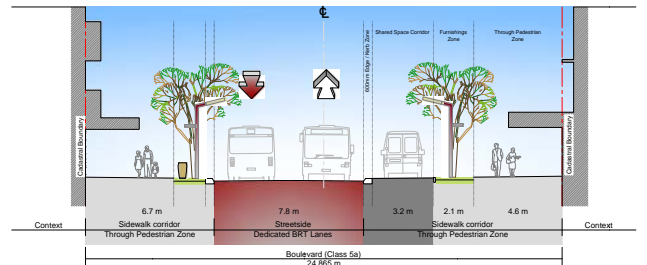 ℄
Shared Space Corridor
Furnishings
Zone
Through Pedestrian
Zone
600mm Edge / Kerb Zone
Cadastral Boundary
Cadastral Boundary
6.7 m
7.8 m
3.2 m
2.1 m
4.6 m
Context
Sidewalk corridor
Through Pedestrian Zone
Streetside
Dedicated BRT Lanes
Sidewalk corridor
Through Pedestrian Zone
Context
Boulevard (Class 5a)
24.865 m